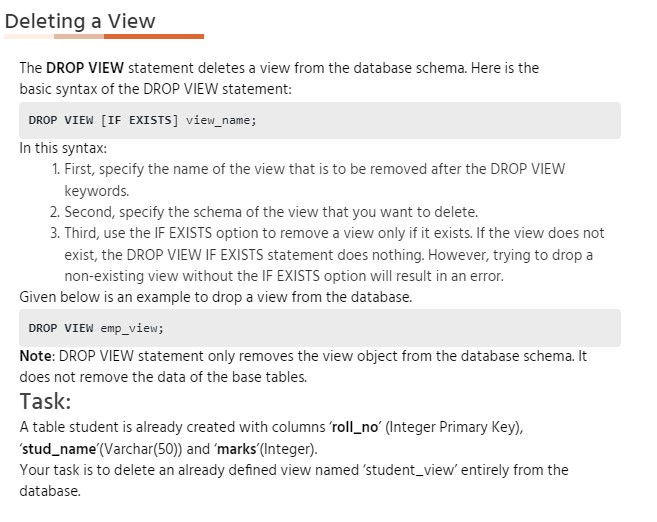 Deleting a View
The DROP VIEW statement deletes a view from the database schema. Here is the
basic syntax of the DROP VIEW statement:
DROP VIEW [IF EXISTS] view_name;
In this syntax:
1. First, specify the name of the view that is to be removed after the DROP VIEW
keywords.
2. Second, specify the schema of the view that you want to delete.
3. Third, use the IF EXISTS option to remove a view only if it exists. If the view does not
exist, the DROP VIEW IF EXISTS statement does nothing. However, trying to drop a
non-existing view without the IF EXISTS option will result in an error.
Given below is an example to drop a view from the database.
DROP VIEW emp_view;
Note: DROP VIEW statement only removes the view object from the database schema. It
does not remove the data of the base tables.
Task:
A table student is already created with columns ‘roll_no’ (Integer Primary Key),
‘stud_name’(Varchar(50)) and ‘marks’(Integer).
Your task is to delete an already defined view named ‘student_view’ entirely from the
database.